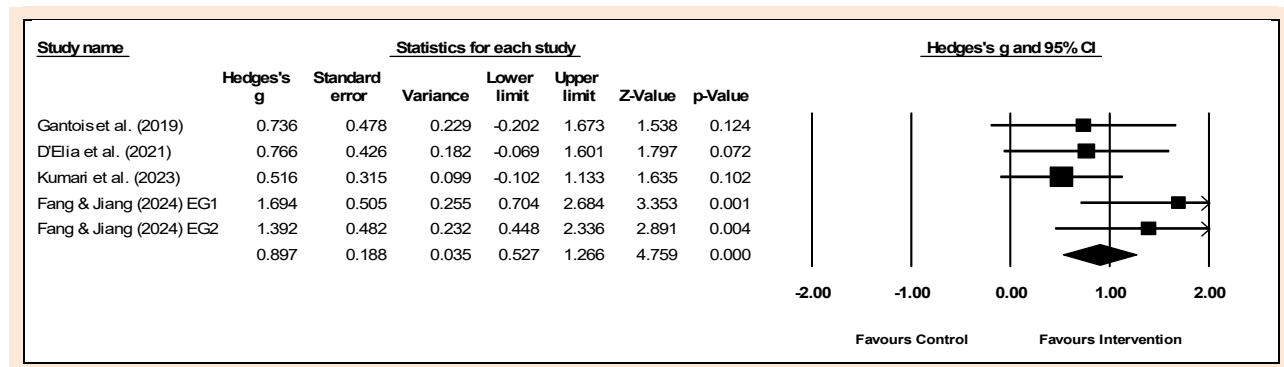 Study name Statistics for each study Hedges's g and 95% CI
Hedges's Standard Lower Upper
g error Variance limit limit Z-Value p-Value
Gantois et al. (2019) 0.736 0.478 0.229 -0.202 1.673 1.538 0.124
D'Elia et al. (2021) 0.766 0.426 0.182 -0.069 1.601 1.797 0.072
Kumari et al. (2023) 0.516 0.315 0.099 -0.102 1.133 1.635 0.102
Fang & Jiang (2024) EG1 1.694 0.505 0.255 0.704 2.684 3.353 0.001
Fang & Jiang (2024) EG2 1.392 0.482 0.232 0.448 2.336 2.891 0.004
0.897 0.188 0.035 0.527 1.266 4.759 0.000
-2.00 -1.00 0.00 1.00 2.00
Favours Control Favours Intervention